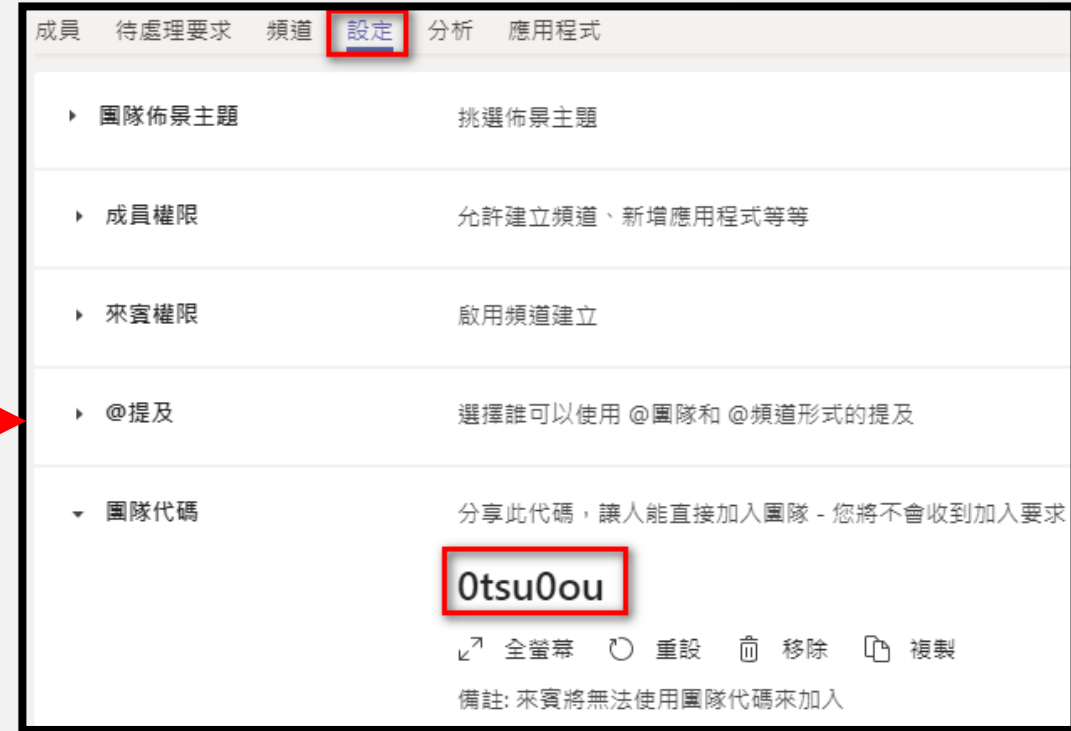 成員 待處理要求 頻道 設定 分析 應用程式
團隊佈景主題 挑選佈景主題
成員權限 允許建立頻道、新增應用程式等等
來賓權限 啟用頻道建立
@提及 選擇誰可以使用 @團隊和 @頻道形式的提及
團隊代碼 分享此代碼，讓人能直接加入團隊 - 您將不會收到加入要求
0tsu0ou
全螢幕 重設 移除 複製
備註: 來賓將無法使用團隊代碼來加入